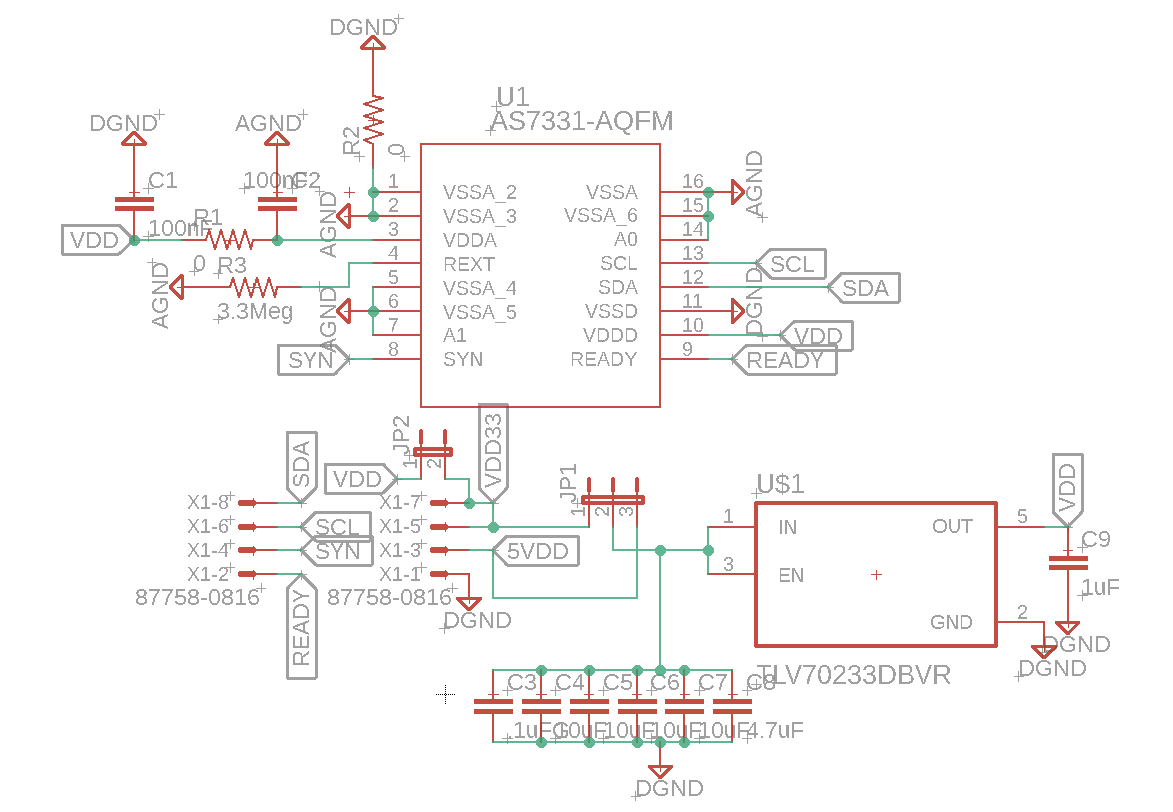 DGND
U1
AS7331-AQFM
DGND
AGND
R2
0
C1
100nF
C2
100nF
R1
0
VDD
R3
3.3Meg
AGND
AGND
AGND
1 VSSA_2
2 VSSA_3
3 VDDA
4 REXT
5 VSSA_4
6 VSSA_5
7 A1
8 SYN
SYN
VSSA 16
VSSA_6 15
A0 14
SCL 13
SDA 12
VSSD 11
VDDD 10
READY 9
AGND
SCL
SDA
DGND
VDD
READY
JP2
1
2
VDD33
VDD
SDA
X1-8
X1-6
X1-4
X1-2
87758-0816
SCL
SYN
READY
X1-7
X1-5
X1-3
X1-1
87758-0816
5VDD
DGND
JP1
1
2
3
U$1
1 IN
3 EN
OUT 5
GND 2
TLV70233DBVR
VDD
C9
1uF
DGND
DGND
C3
C4
C5
C6
C7
C8
1uF
10uF
10uF
10uF
10uF
4.7uF
DGND